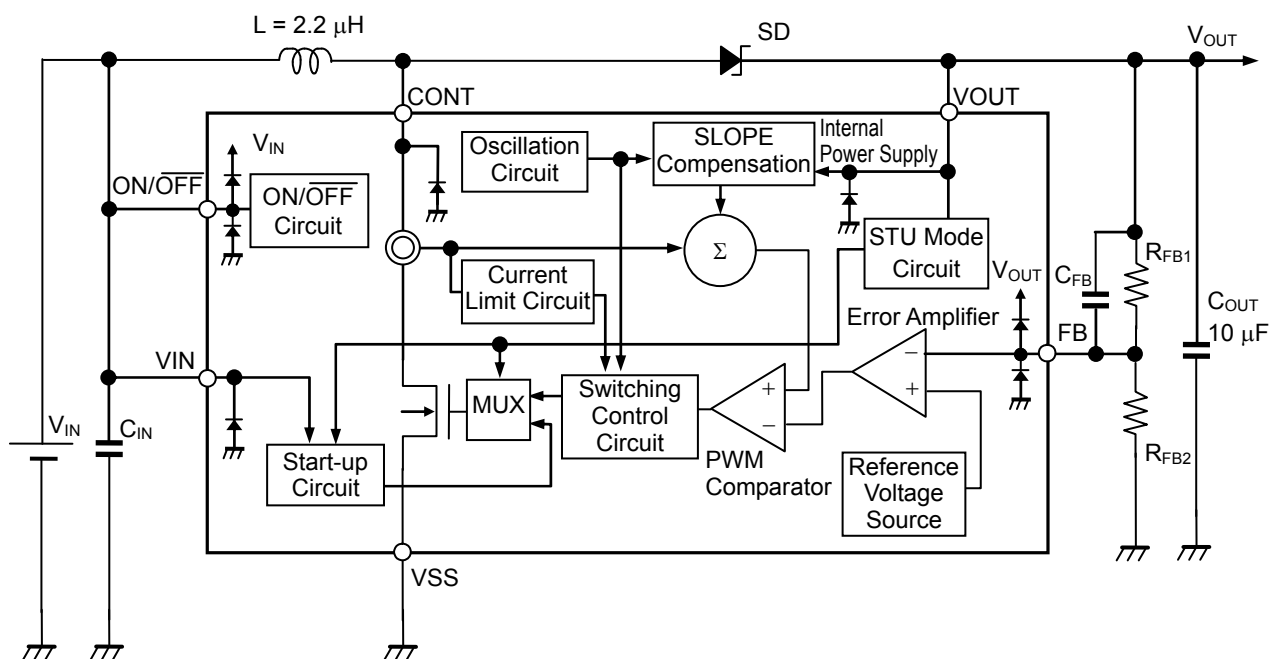 L = 2.2 μH
SD
VOUT
CONT
VOUT
VIN
ON/OFF
ON/OFF
Circuit
Oscillation
Circuit
SLOPE
Compensation
Internal
Power Supply
Σ
STU Mode
Circuit
Current
Limit Circuit
VOUT
CFB
RFB1
COUT
10 μF
Error Amplifier
FB
VIN
MUX
Switching
Control
Circuit
+
−
−
+
PWM
Comparator
VIN
CIN
Start-up
Circuit
Reference
Voltage
Source
RFB2
VSS